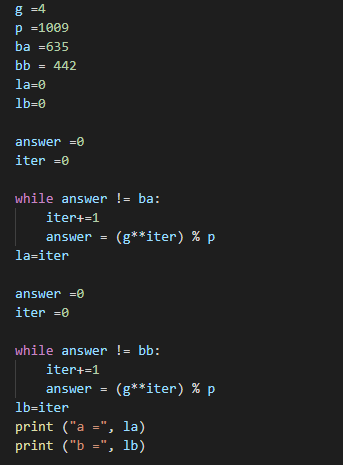 g =4
p =1009
ba =635
bb = 442
la=0
lb=0
answer =0
iter =0
while answer != ba:
    iter+=1
    answer = (g**iter) % p
la=iter
answer =0
iter =0
while answer != bb:
    iter+=1
    answer = (g**iter) % p
lb=iter
print ("a =", la)
print ("b =", lb)